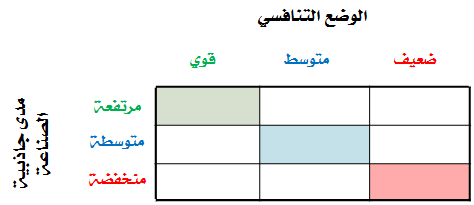 الوضع التنافسي
ضعيف متوسط قوي
مدى جاذبية
الصناعة
مرتفعة
متوسطة
منخفضة